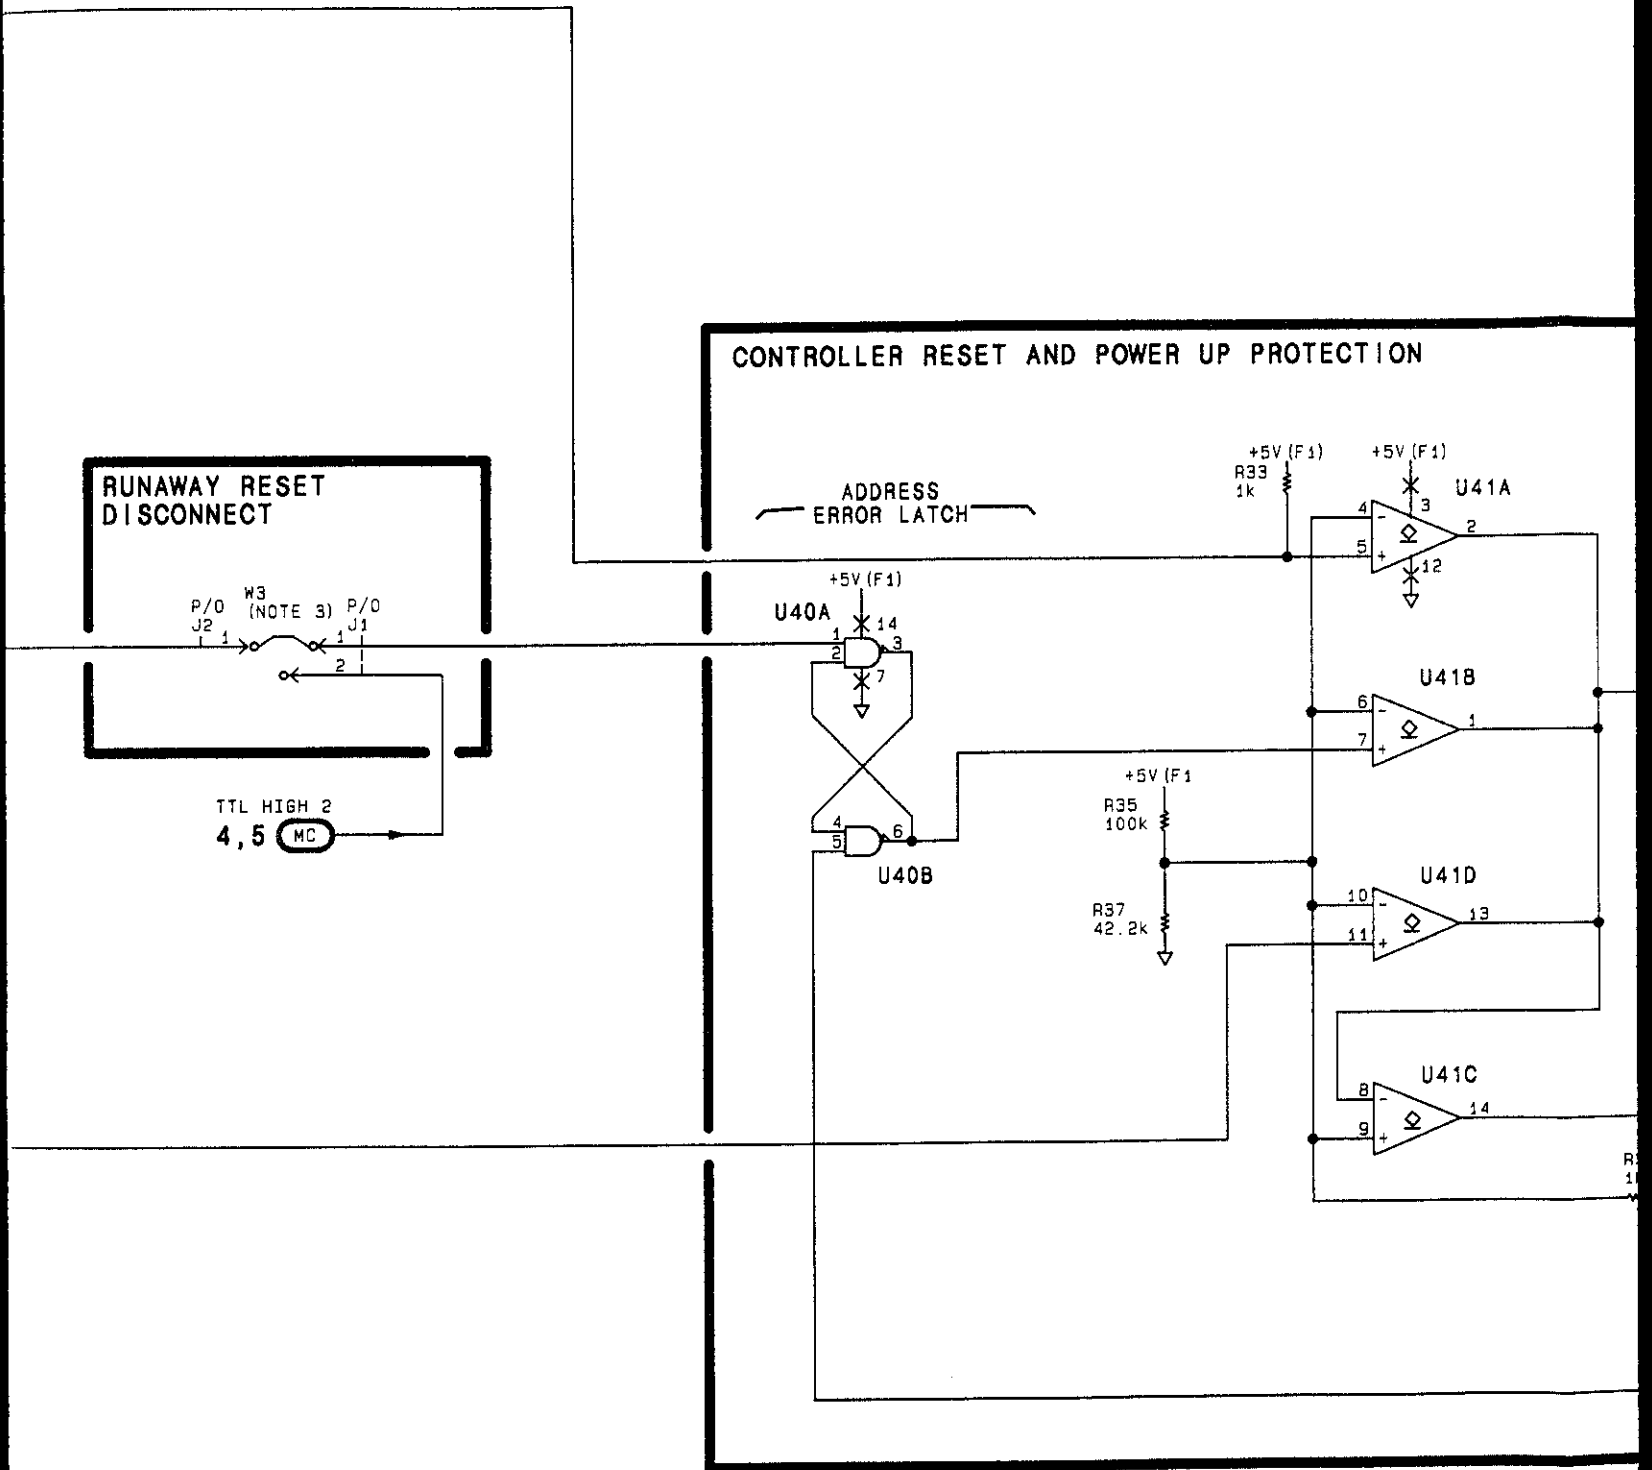 CONTROLLER RESET AND POWER UP PROTECTION
RUNAWAY RESET
DISCONNECT
P/O
J2
1
W3
(NOTE 3)
P/O
J1
1
2
TTL HIGH 2
4,5
MC
ADDRESS
ERROR LATCH
+5V(F1)
U40A
14
1
2
3
7
4
5
6
U40B
+5V(F1)
R33
1k
+5V(F1)
U41A
3
4
-
5
+
2
12
U41B
6
-
7
+
1
+5V(F1
R35
100k
R37
42.2k
U41D
10
-
11
+
13
U41C
8
-
9
+
14